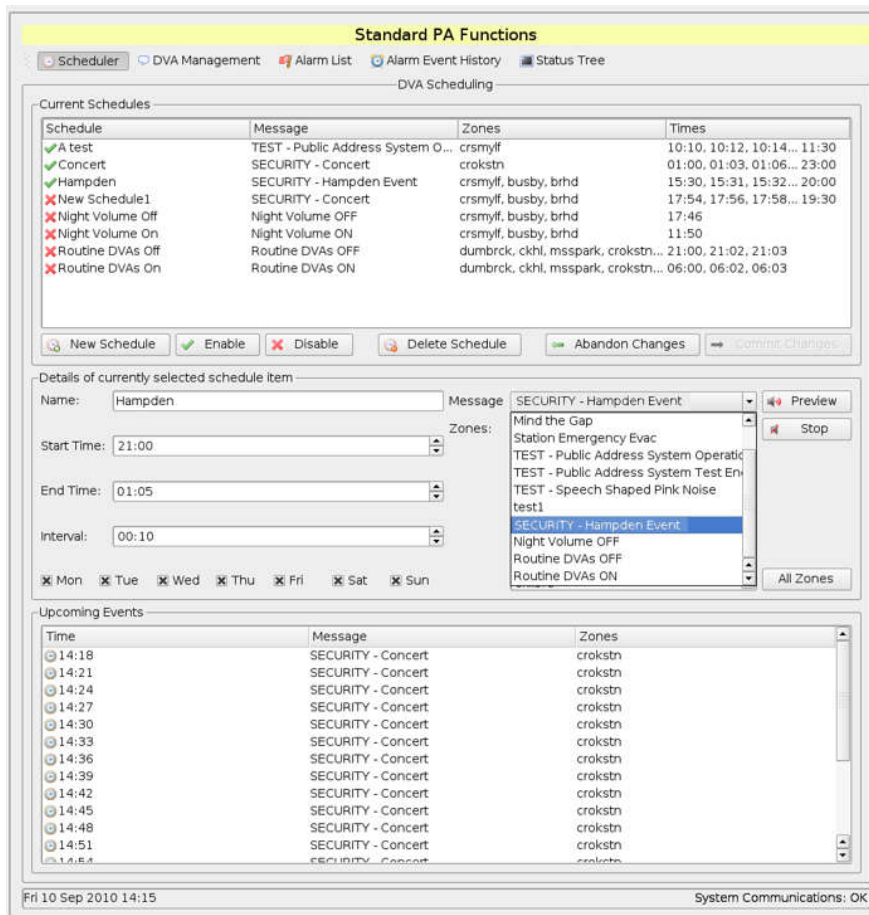 Standard PA Functions
Scheduler DVA Management Alarm List Alarm Event History Status Tree
DVA Scheduling
Current Schedules
Schedule Message Zones Times
A test TEST - Public Address System O... crsmylf 10:10, 10:12, 10:14... 11:30
Concert SECURITY - Concert crokstn 01:00, 01:03, 01:06... 23:00
Hampden SECURITY - Hampden Event crsmylf, busby, brhd 15:30, 15:31, 15:32... 20:00
New Schedule1 SECURITY - Concert crsmylf, busby, brhd 17:54, 17:56, 17:58... 19:30
Night Volume Off Night Volume OFF crsmylf, busby, brhd 17:46
Night Volume On Night Volume ON crsmylf, busby, brhd 11:50
Routine DVAs Off Routine DVAs OFF dumbrck, ckhl, msspark, crokstn... 21:00, 21:02, 21:03
Routine DVAs On Routine DVAs ON dumbrck, ckhl, msspark, crokstn... 06:00, 06:02, 06:03
New Schedule Enable Disable Delete Schedule Abandon Changes Commit Changes
Details of currently selected schedule item
Name: Hampden Message SECURITY - Hampden Event Preview
Zones: Mind the Gap Stop
Station Emergency Evac
Start Time: 21:00
TEST - Public Address System Operatio
TEST - Public Address System Test En
End Time: 01:05 TEST - Speech Shaped Pink Noise
test1
SECURITY - Hampden Event
Interval: 00:10 Night Volume OFF
Routine DVAs OFF
Mon Tue Wed Thu Fri Sat Sun Routine DVAs ON All Zones
Upcoming Events
Time Message Zones
14:18 SECURITY - Concert crokstn
14:21 SECURITY - Concert crokstn
14:24 SECURITY - Concert crokstn
14:27 SECURITY - Concert crokstn
14:30 SECURITY - Concert crokstn
14:33 SECURITY - Concert crokstn
14:36 SECURITY - Concert crokstn
14:39 SECURITY - Concert crokstn
14:42 SECURITY - Concert crokstn
14:45 SECURITY - Concert crokstn
14:48 SECURITY - Concert crokstn
14:51 SECURITY - Concert crokstn
14:54 SECURITY - Concert crokstn
Fri 10 Sep 2010 14:15 System Communications: OK